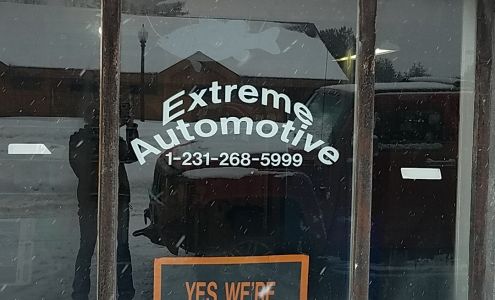 Extreme
Automotive
1-231-268-5999
YES WE'RE